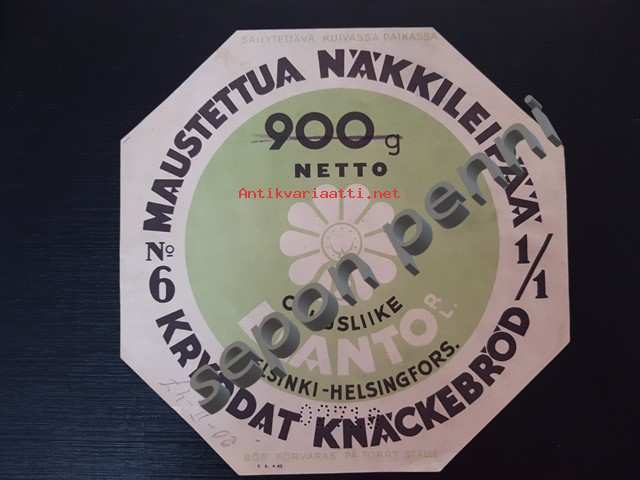 SÄILYTETTÄVÄ KUIVASSA PAIKASSA
MAUSTETTUA NÄKKILEIPÄÄ
900 g
NETTO
Antikvariaatti.net
sepon penni
No 6
1/1
OSUUSLIIKE
ELANTO R.L.
HELSINKI-HELSINGFORS.
KRYDDAT KNÄCKEBRÖD
BÖR FÖRVARAS PÅ TORRT STÄLLE